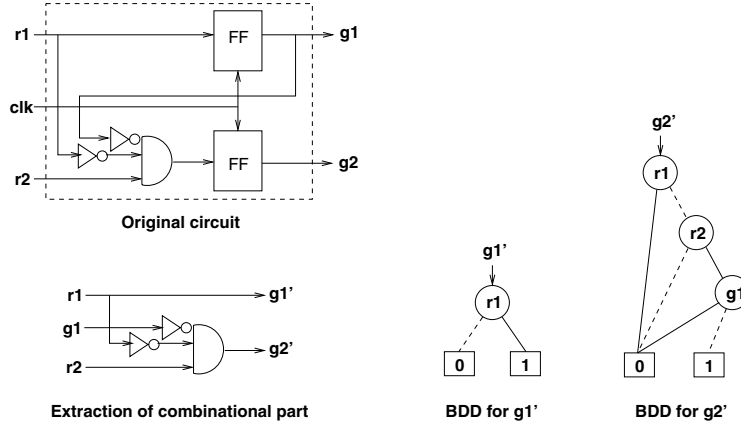 r1
FF
g1
clk
FF
g2
r2
Original circuit
r1
g1'
g1
g2'
r2
Extraction of combinational part
g1'
r1
0
1
BDD for g1'
g2'
r1
r2
g1
0
1
BDD for g2'